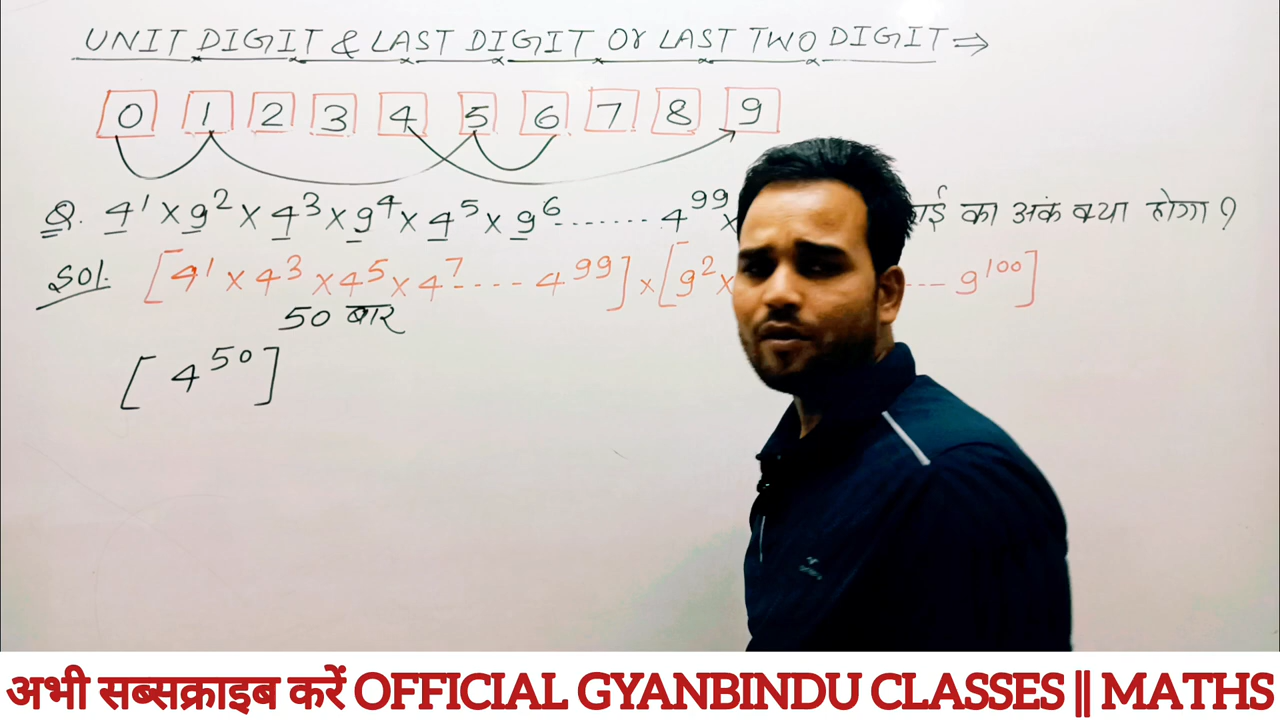 UNIT DIGIT & LAST DIGIT Or LAST TWO DIGIT ⇒
0 1 2 3 4 5 6 7 8 9
Q. 4¹ × 9² × 4³ × 9⁴ × 4⁵ × 9⁶ ...... 4⁹⁹ × का अंक क्या होगा ?
Sol. [4¹ × 4³ × 4⁵ × 4⁷ .... 4⁹⁹] × [9² × ... 9¹⁰⁰]
50 बार
[4⁵⁰]
अभी सब्सक्राइब करें OFFICIAL GYANBINDU CLASSES || MATHS